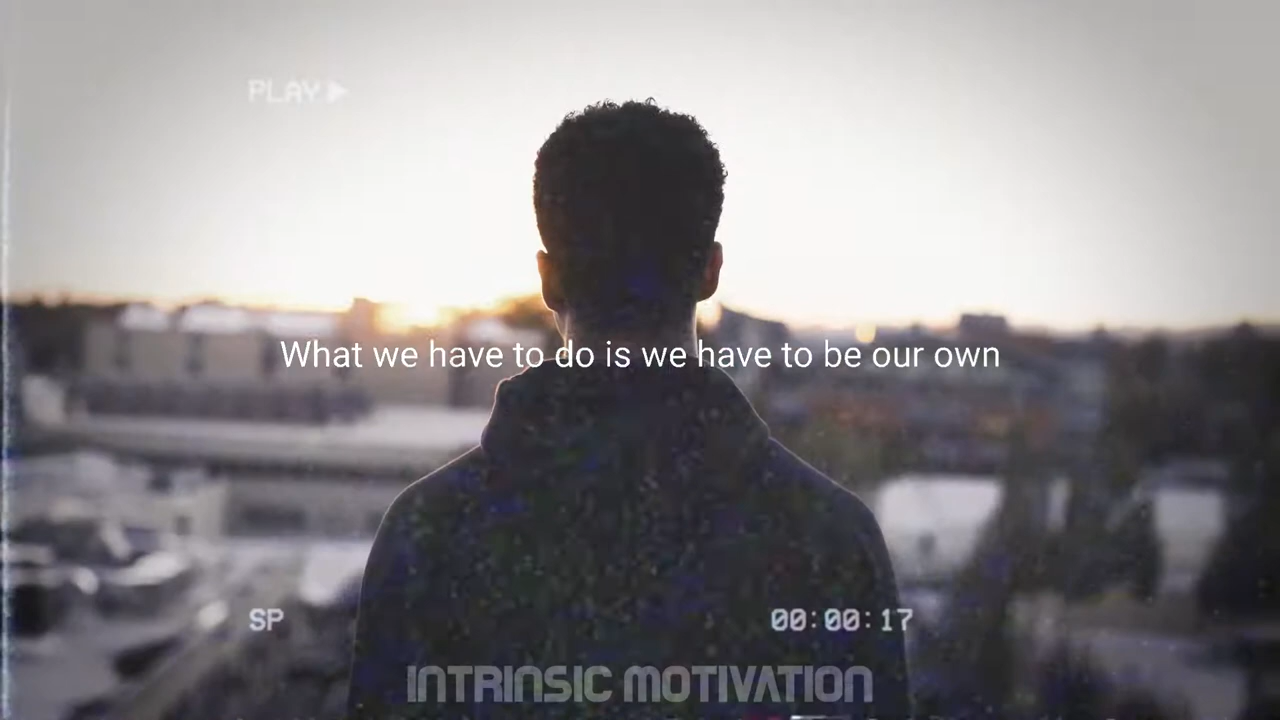 PLAY
What we have to do is we have to be our own
SP
00:00:17
INTRINSIC MOTIVATION